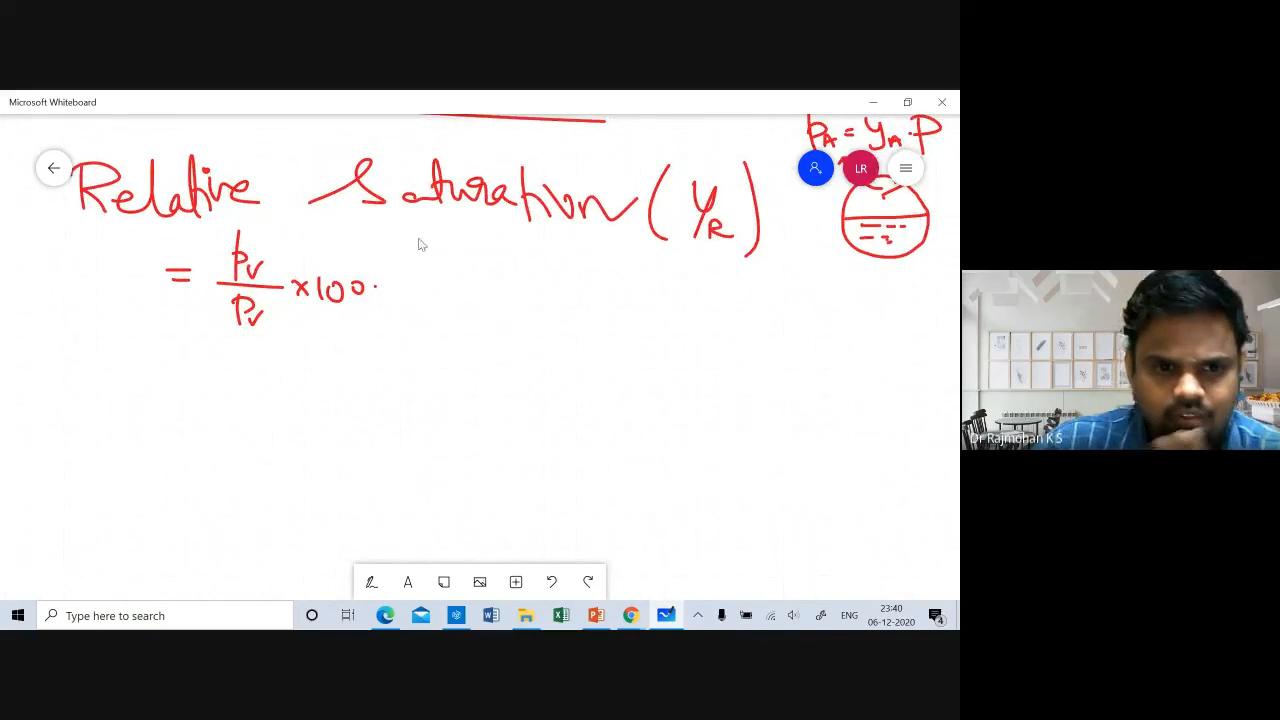 Microsoft Whiteboard
pA = yA · P
LR
Relative Saturation (yR)
= pv / Pv × 100.
A
Dr Rajmohan K S
Type here to search
ENG
23:40
06-12-2020
4